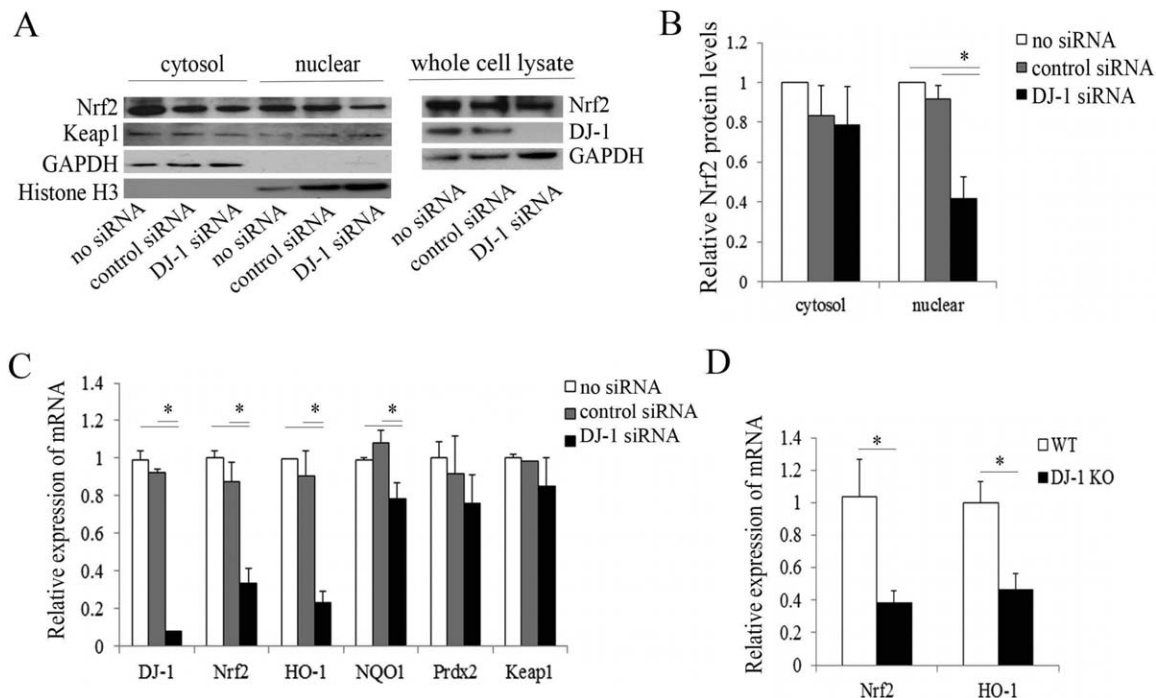 A
cytosol nuclear whole cell lysate
Nrf2
Keap1
GAPDH
Histone H3
Nrf2
DJ-1
GAPDH
no siRNA
control siRNA
DJ-1 siRNA
no siRNA
control siRNA
DJ-1 siRNA
no siRNA
control siRNA
DJ-1 siRNA
B
Relative Nrf2 protein levels
1.2
1
0.8
0.6
0.4
0.2
0
*
no siRNA
control siRNA
DJ-1 siRNA
cytosol nuclear
C
Relative expression of mRNA
1.4
1.2
1
0.8
0.6
0.4
0.2
0
* * * *
no siRNA
control siRNA
DJ-1 siRNA
DJ-1 Nrf2 HO-1 NQO1 Prdx2 Keap1
D
Relative expression of mRNA
1.4
1.2
1
0.8
0.6
0.4
0.2
0
* *
WT
DJ-1 KO
Nrf2 HO-1